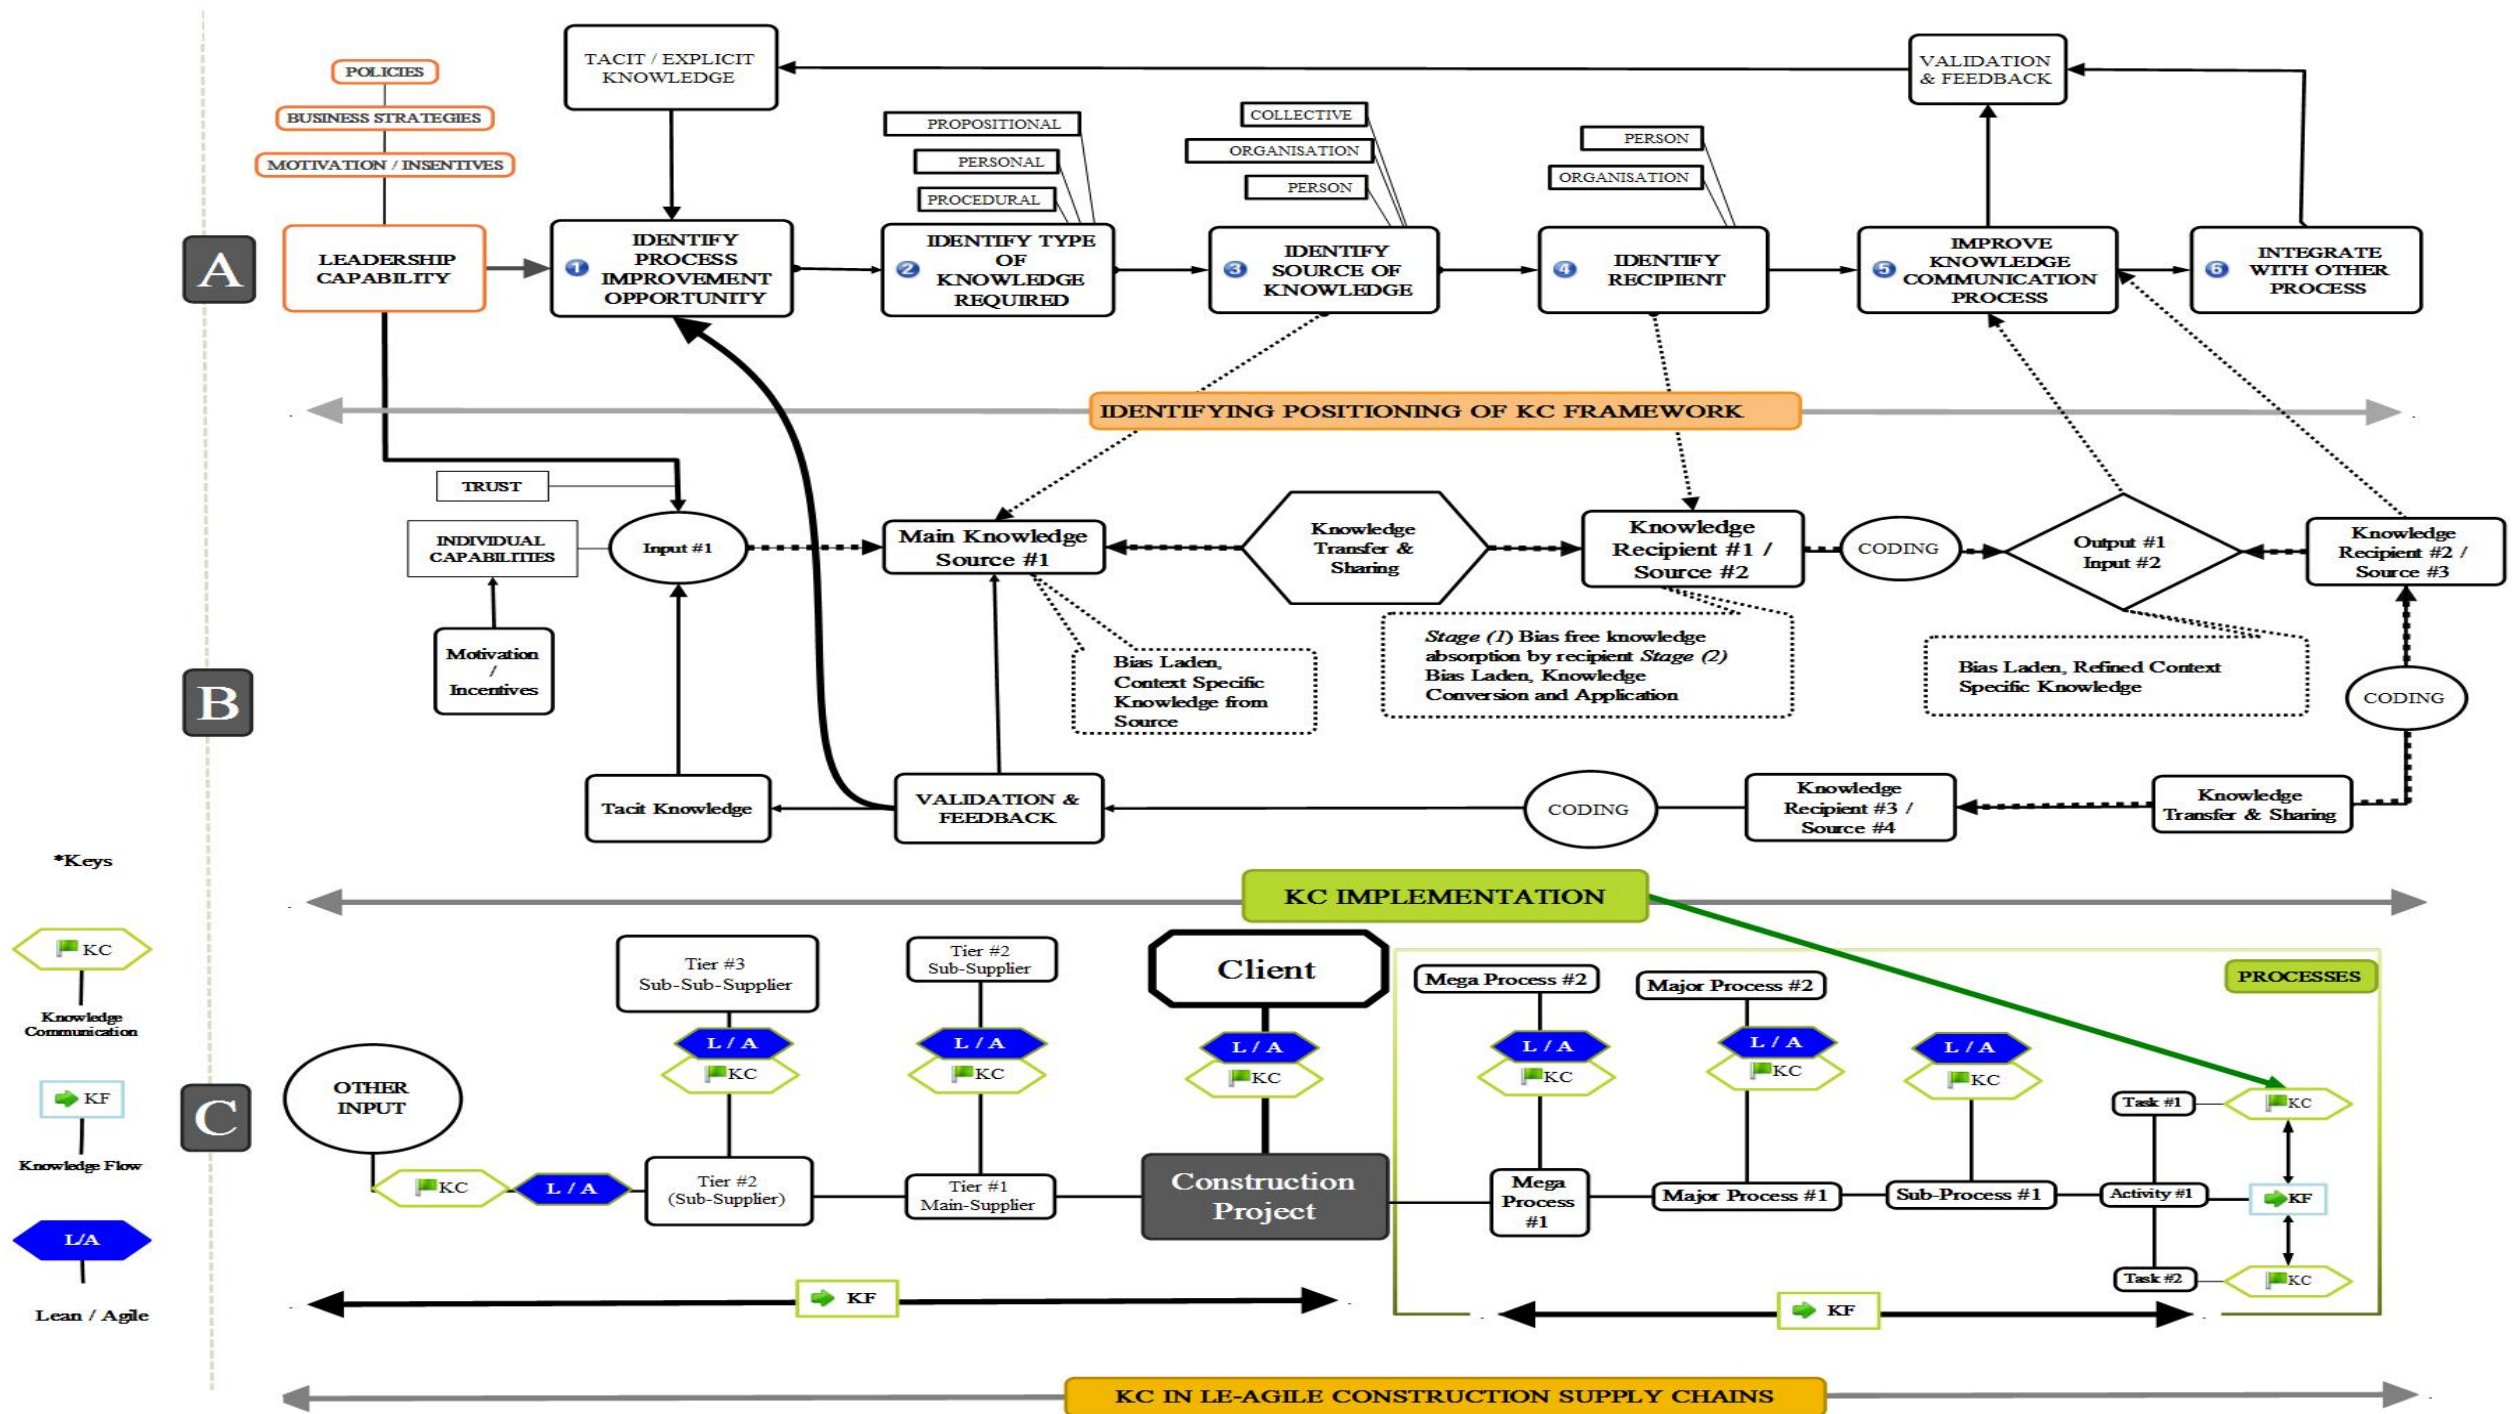 POLICIES
BUSINESS STRATEGIES
MOTIVATION / INSENTIVES
LEADERSHIP
CAPABILITY
TACIT / EXPLICIT
KNOWLEDGE
VALIDATION
& FEEDBACK
A
1
IDENTIFY
PROCESS
IMPROVEMENT
OPPORTUNITY
PROPOSITIONAL
PERSONAL
PROCEDURAL
2
IDENTIFY TYPE
OF
KNOWLEDGE
REQUIRED
COLLECTIVE
ORGANISATION
PERSON
3
IDENTIFY
SOURCE OF
KNOWLEDGE
PERSON
ORGANISATION
4
IDENTIFY
RECIPIENT
5
IMPROVE
KNOWLEDGE
COMMUNICATION
PROCESS
6
INTEGRATE
WITH OTHER
PROCESS
IDENTIFYING POSITIONING OF KC FRAMEWORK
B
TRUST
INDIVIDUAL
CAPABILITIES
Motivation
/
Incentives
Input #1
Main Knowledge
Source #1
Knowledge
Transfer &
Sharing
Knowledge
Recipient #1 /
Source #2
CODING
Output #1
Input #2
Knowledge
Recipient #2 /
Source #3
Bias Laden,
Context Specific
Knowledge from
Source
Stage (1) Bias free knowledge
absorption by recipient Stage (2)
Bias Laden, Knowledge
Conversion and Application
Bias Laden, Refined Context
Specific Knowledge
CODING
Tacit Knowledge
VALIDATION &
FEEDBACK
CODING
Knowledge
Recipient #3 /
Source #4
Knowledge
Transfer & Sharing
KC IMPLEMENTATION
*Keys
KC
Knowledge
Communication
KF
Knowledge Flow
L/A
Lean / Agile
C
OTHER
INPUT
KC
L / A
Tier #3
Sub-Sub-Supplier
L / A
KC
Tier #2
(Sub-Supplier)
Tier #2
Sub-Supplier
L / A
KC
Tier #1
Main-Supplier
Client
L / A
KC
Construction
Project
PROCESSES
Mega Process #2
L / A
KC
Mega
Process
#1
Major Process #2
L / A
KC
Major Process #1
L / A
KC
Sub-Process #1
Task #1
KC
Activity #1
KF
Task #2
KC
KF
KF
KC IN LE-AGILE CONSTRUCTION SUPPLY CHAINS